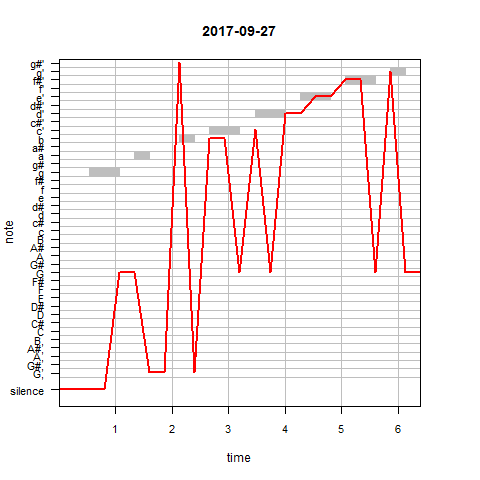 2017-09-27
g#'
g'
f#'
f'
e'
d#'
d'
c#'
c'
b
a#
a
g#
g
f#
f
e
d#
d
c#
c
B
A#
A
G#
G
F#
F
E
D#
D
C#
C
B,
A#,
A,
G#,
G,
silence
note
1 2 3 4 5 6
time